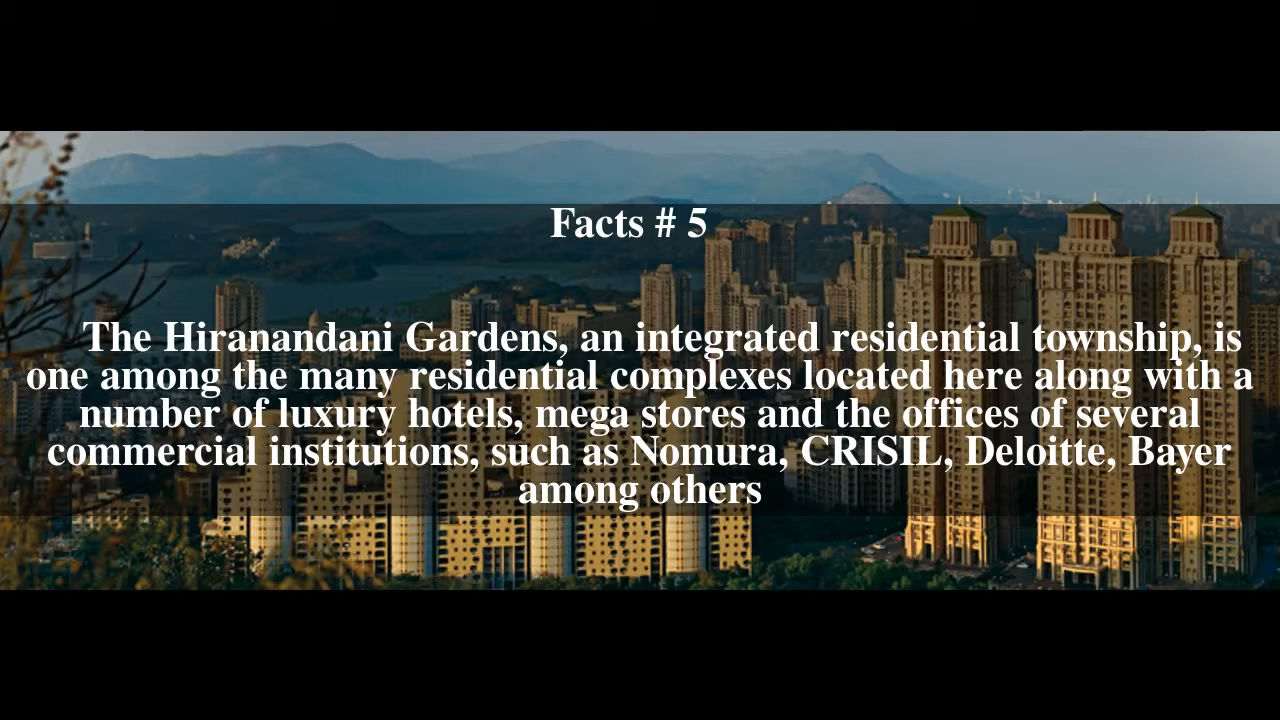 Facts # 5
The Hiranandani Gardens, an integrated residential township, is
one among the many residential complexes located here along with a
number of luxury hotels, mega stores and the offices of several
commercial institutions, such as Nomura, CRISIL, Deloitte, Bayer
among others